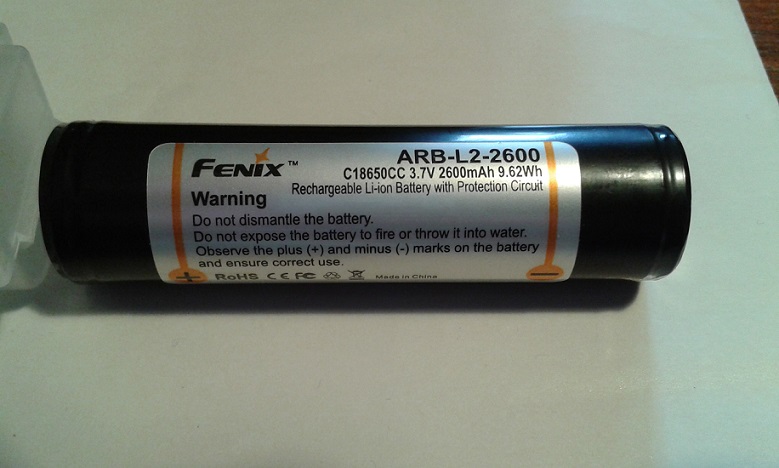 FENIX™
ARB-L2-2600
C18650CC 3.7V 2600mAh 9.62Wh
Rechargeable Li-ion Battery with Protection Circuit
Warning
Do not dismantle the battery.
Do not expose the battery to fire or throw it into water.
Observe the plus (+) and minus (-) marks on the battery
and ensure correct use.
+ RoHS CE FC Made in China −